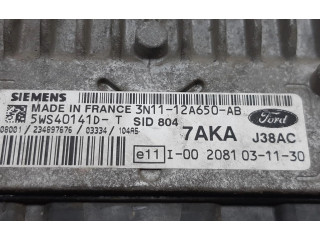 SIEMENS
MADE IN FRANCE 3N11-12A650-AB
5WS40141D-T SID 804 Ford
08001 / 234897676 / 03334 / 104A5 7AKA J38AC
e11 I-00 2081 03-11-30